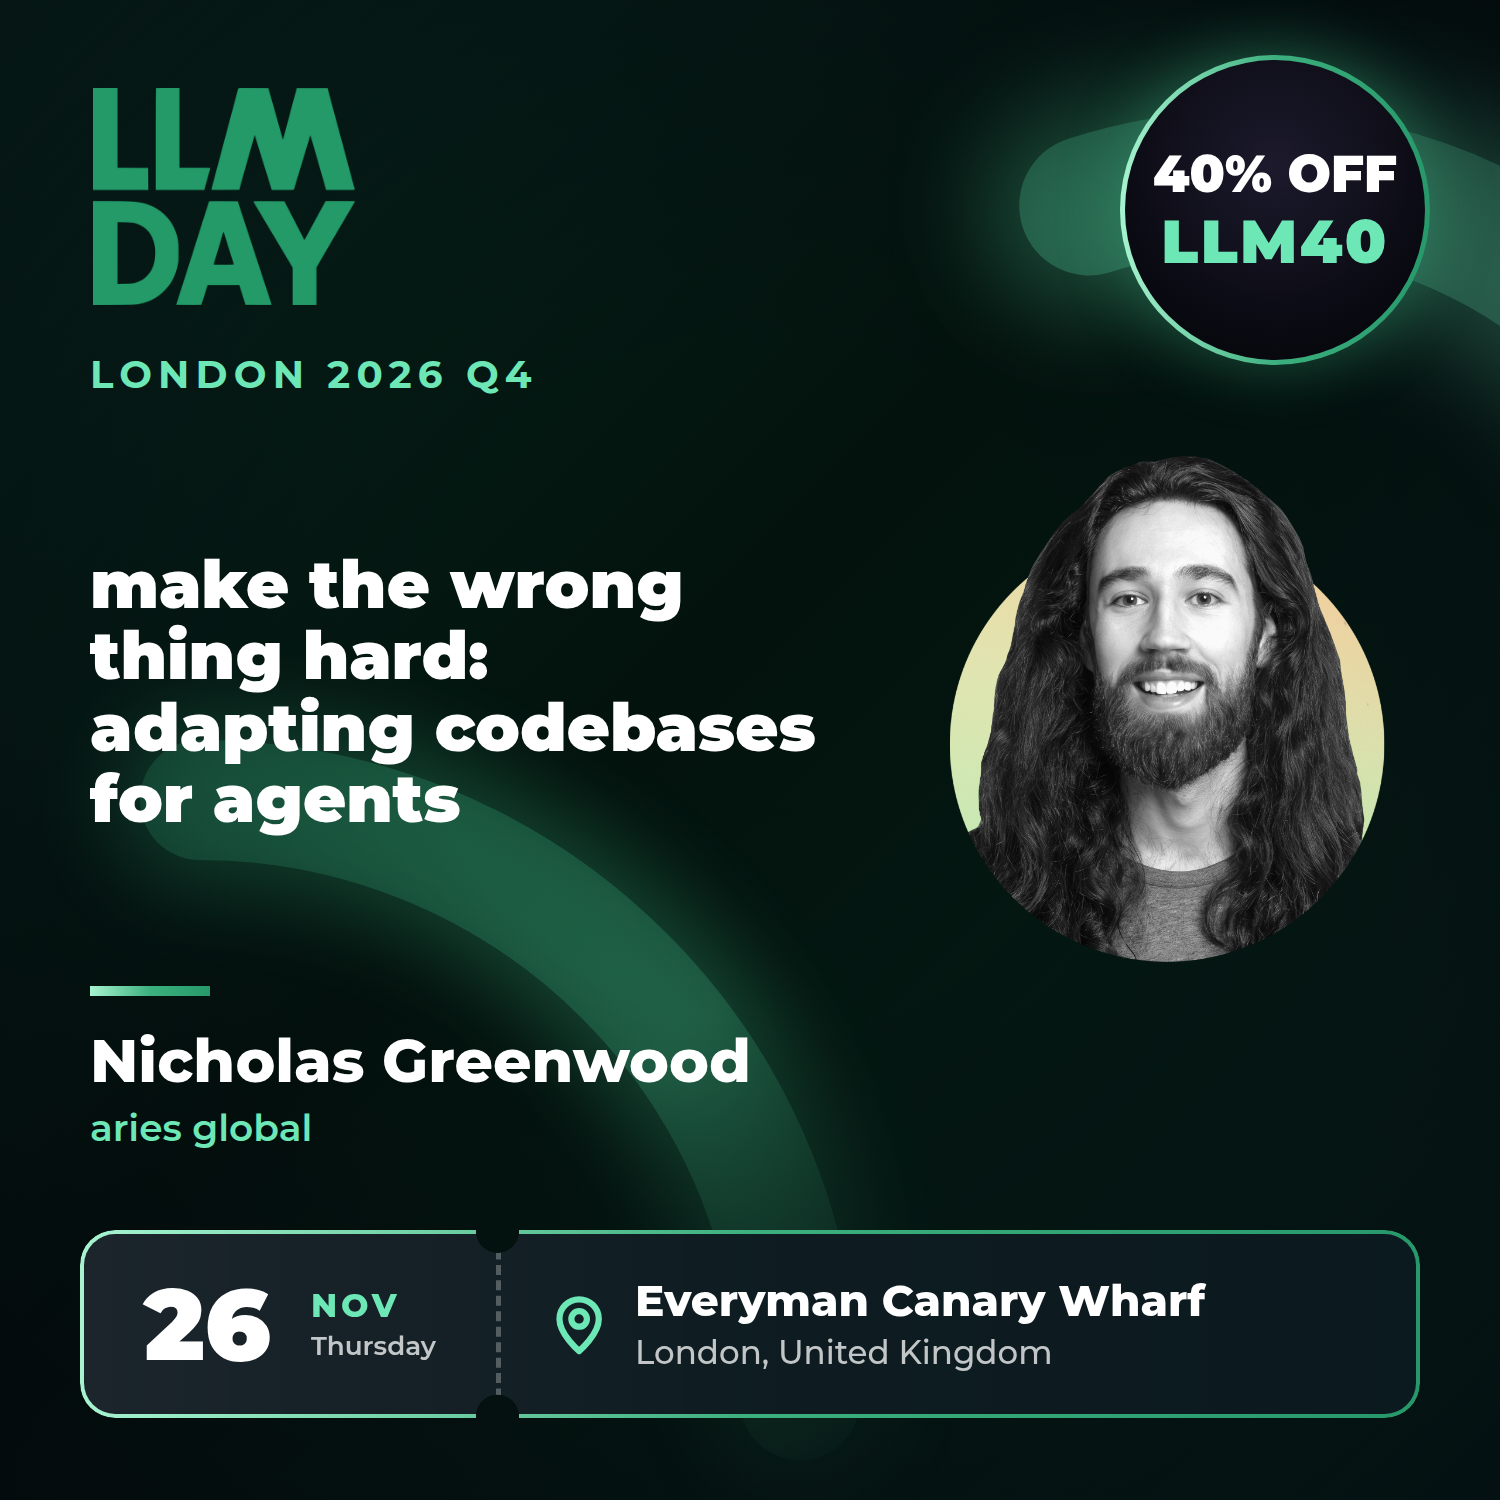 LLM
DAY
LONDON 2026 Q4
40% OFF
LLM40
make the wrong
thing hard:
adapting codebases
for agents
Nicholas Greenwood
aries global
26
NOV
Thursday
Everyman Canary Wharf
London, United Kingdom